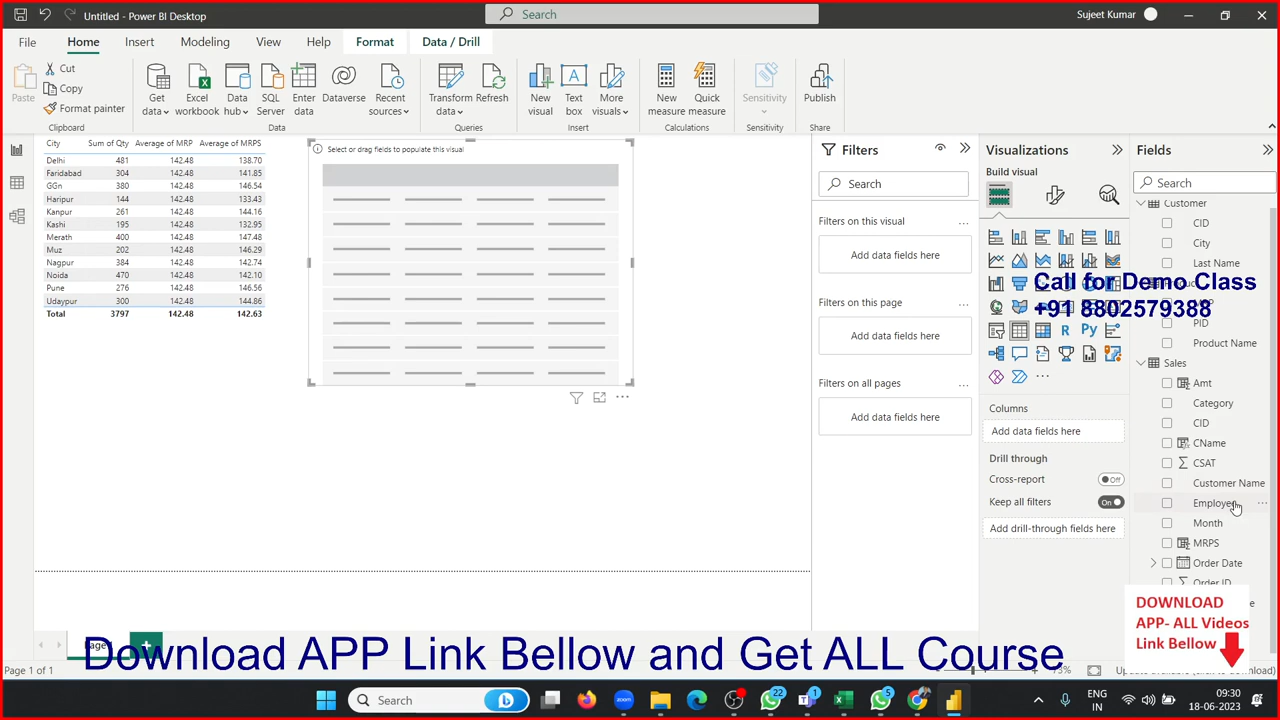 Untitled - Power BI Desktop
Search
Sujeet Kumar
File Home Insert Modeling View Help Format Data / Drill
Paste
Cut
Copy
Format painter
Get data
Excel workbook
Data hub
SQL Server
Enter data
Dataverse
Recent sources
Transform data
Refresh
New visual
Text box
More visuals
New measure
Quick measure
Sensitivity
Publish
Clipboard Data Queries Insert Calculations Sensitivity Share
City Sum of Qty Average of MRP Average of MRPS
Delhi 481 142.48 138.70
Faridabad 304 142.48 141.85
GGn 380 142.48 146.54
Haripur 144 142.48 133.43
Kanpur 261 142.48 144.16
Kashi 195 142.48 132.95
Merath 400 142.48 147.48
Muz 202 142.48 146.29
Nagpur 384 142.48 142.74
Noida 470 142.48 142.10
Pune 276 142.48 146.56
Udaypur 300 142.48 144.86
Total 3797 142.48 142.63
Select or drag fields to populate this visual
Filters
Search
Filters on this visual
Add data fields here
Filters on this page
Add data fields here
Filters on all pages
Add data fields here
Visualizations
Build visual
R
Py
Columns
Add data fields here
Drill through
Cross-report
Off
Keep all filters
On
Add drill-through fields here
Fields
Search
Customer
CID
City
Last Name
PID
Product Name
Sales
Amt
Category
CID
CName
CSAT
Customer Name
Employee
Month
MRPS
Order Date
Order ID
Call for Demo Class
+91 8802579388
DOWNLOAD
APP- ALL Videos
Link Bellow
Download APP Link Bellow and Get ALL Course
Page 1 of 1
Search
22
1
5
ENG
IN
09:30
18-06-2023